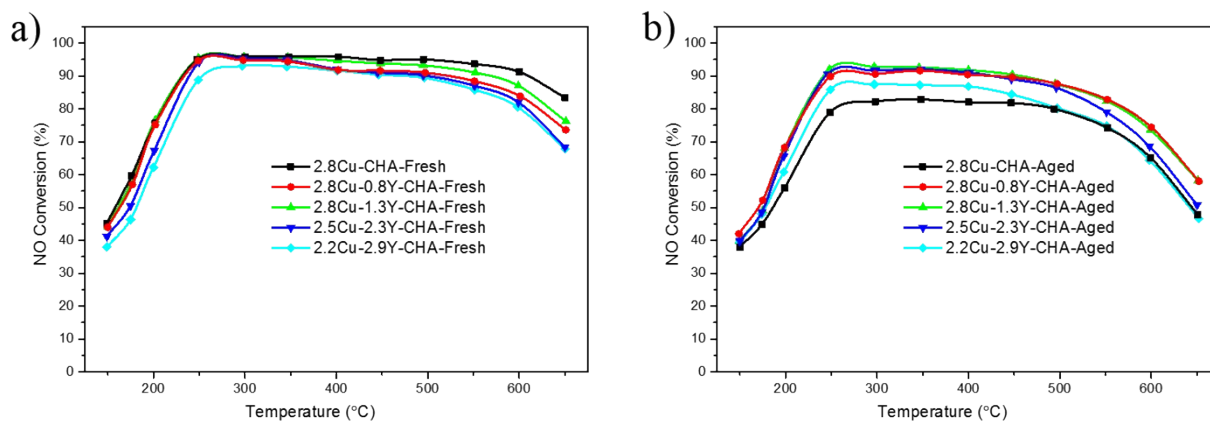 a)
NO Conversion (%)
100
90
80
70
60
50
40
30
20
10
0
200
300
400
500
600
Temperature (°C)
2.8Cu-CHA-Fresh
2.8Cu-0.8Y-CHA-Fresh
2.8Cu-1.3Y-CHA-Fresh
2.5Cu-2.3Y-CHA-Fresh
2.2Cu-2.9Y-CHA-Fresh
b)
NO Conversion (%)
100
90
80
70
60
50
40
30
20
10
0
200
300
400
500
600
Temperature (°C)
2.8Cu-CHA-Aged
2.8Cu-0.8Y-CHA-Aged
2.8Cu-1.3Y-CHA-Aged
2.5Cu-2.3Y-CHA-Aged
2.2Cu-2.9Y-CHA-Aged